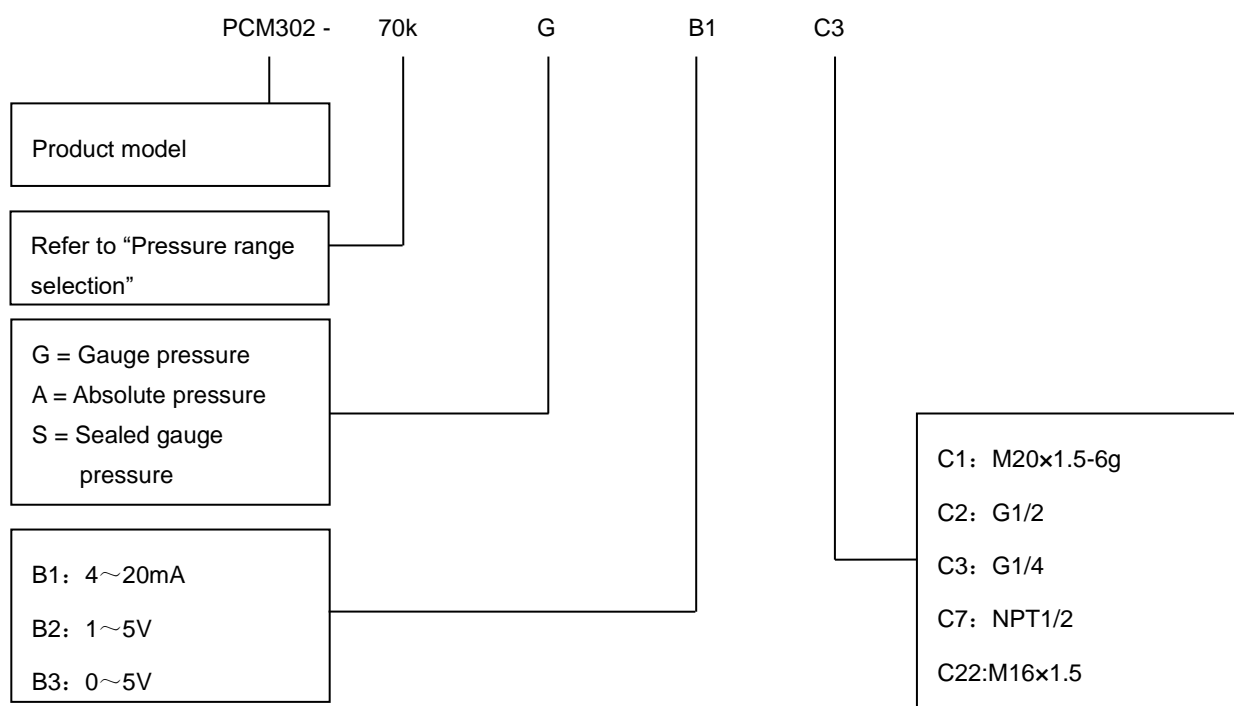 PCM302 - 70k G B1 C3
Product model
Refer to “Pressure range
selection”
G = Gauge pressure
A = Absolute pressure
S = Sealed gauge
pressure
B1：4～20mA
B2：1～5V
B3：0～5V
C1：M20×1.5-6g
C2：G1/2
C3：G1/4
C7：NPT1/2
C22:M16×1.5